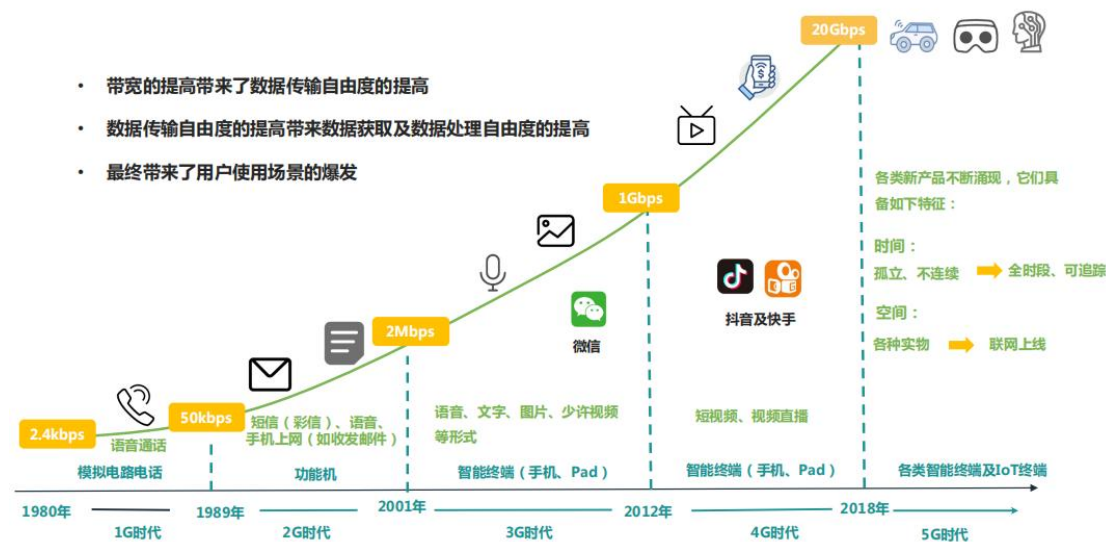 20Gbps
• 带宽的提高带来了数据传输自由度的提高
• 数据传输自由度的提高带来数据获取及数据处理自由度的提高
• 最终带来了用户使用场景的爆发
1Gbps
各类新产品不断涌现，它们具
备如下特征：
时间：
孤立、不连续
全时段、可追踪
空间：
各种实物
联网上线
抖音及快手
微信
2Mbps
50kbps
2.4kbps
语音通话
短信（彩信）、语音、
手机上网（如收发邮件）
语音、文字、图片、少许视频
等形式
短视频、视频直播
模拟电路电话
功能机
智能终端（手机、Pad）
智能终端（手机、Pad）
各类智能终端及IoT终端
1980年
1989年
2001年
2012年
2018年
1G时代
2G时代
3G时代
4G时代
5G时代